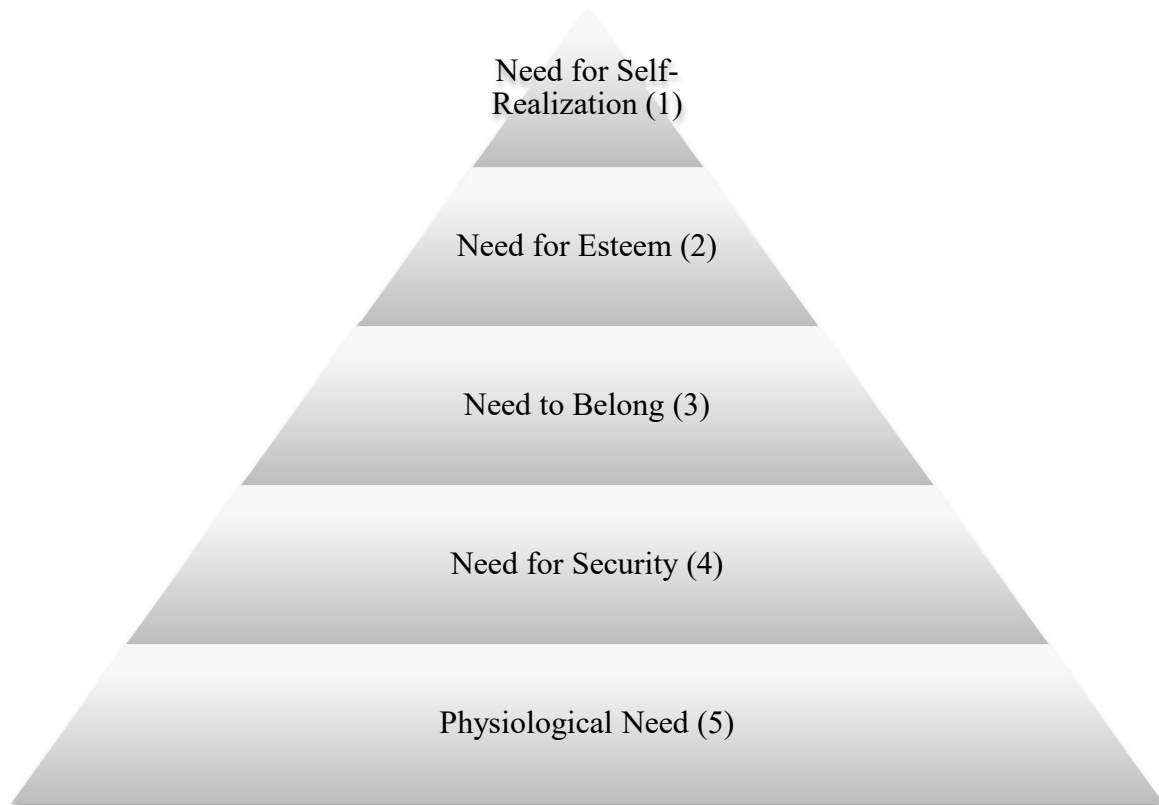 Need for Self-
Realization (1)
Need for Esteem (2)
Need to Belong (3)
Need for Security (4)
Physiological Need (5)